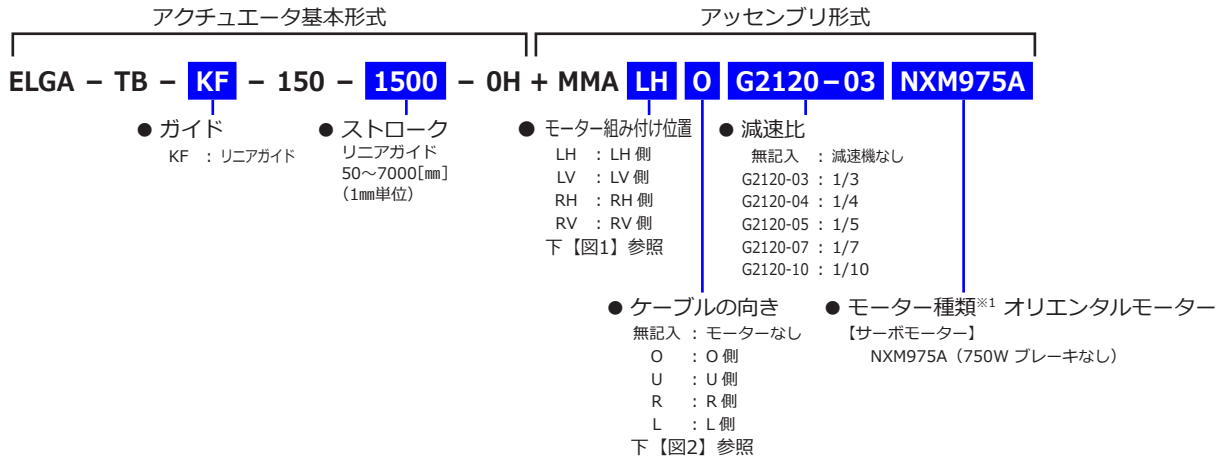 アクチュエータ基本形式 アッセンブリ形式
ELGA – TB – KF – 150 – 1500 – 0H + MMA LH O G2120–03 NXM975A
● ガイド
KF : リニアガイド
● ストローク
リニアガイド
50～7000[㎜]
（1㎜単位）
● モーター組み付け位置
LH : LH 側
LV : LV 側
RH : RH 側
RV : RV 側
下【図1】参照
● 減速比
無記入 : 減速機なし
G2120-03 : 1/3
G2120-04 : 1/4
G2120-05 : 1/5
G2120-07 : 1/7
G2120-10 : 1/10
● ケーブルの向き
無記入 : モーターなし
O : O 側
U : U 側
R : R 側
L : L 側
下【図2】参照
● モーター種類※1 オリエンタルモーター
【サーボモーター】
NXM975A（750W ブレーキなし）